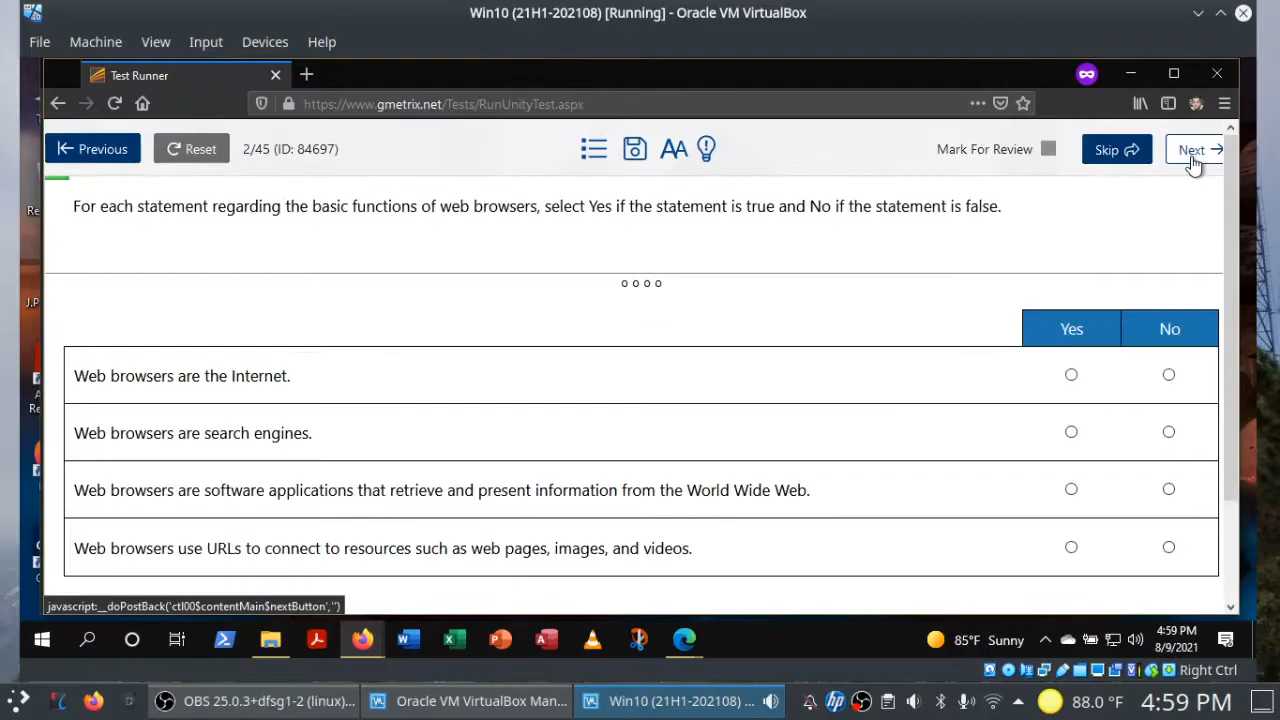 Win10 (21H1-202108) [Running] - Oracle VM VirtualBox
File Machine View Input Devices Help
Test Runner
https://www.gmetrix.net/Tests/RunUnityTest.aspx
Previous Reset 2/45 (ID: 84697) Mark For Review Skip Next
For each statement regarding the basic functions of web browsers, select Yes if the statement is true and No if the statement is false.
Yes No
Web browsers are the Internet.
Web browsers are search engines.
Web browsers are software applications that retrieve and present information from the World Wide Web.
Web browsers use URLs to connect to resources such as web pages, images, and videos.
javascript:__doPostBack('ctl00$contentMain$nextButton','')
85°F Sunny
4:59 PM
8/9/2021
Right Ctrl
OBS 25.0.3+dfsg1-2 (linux)... Oracle VM VirtualBox Man... Win10 (21H1-202108) ... 88.0 °F 4:59 PM